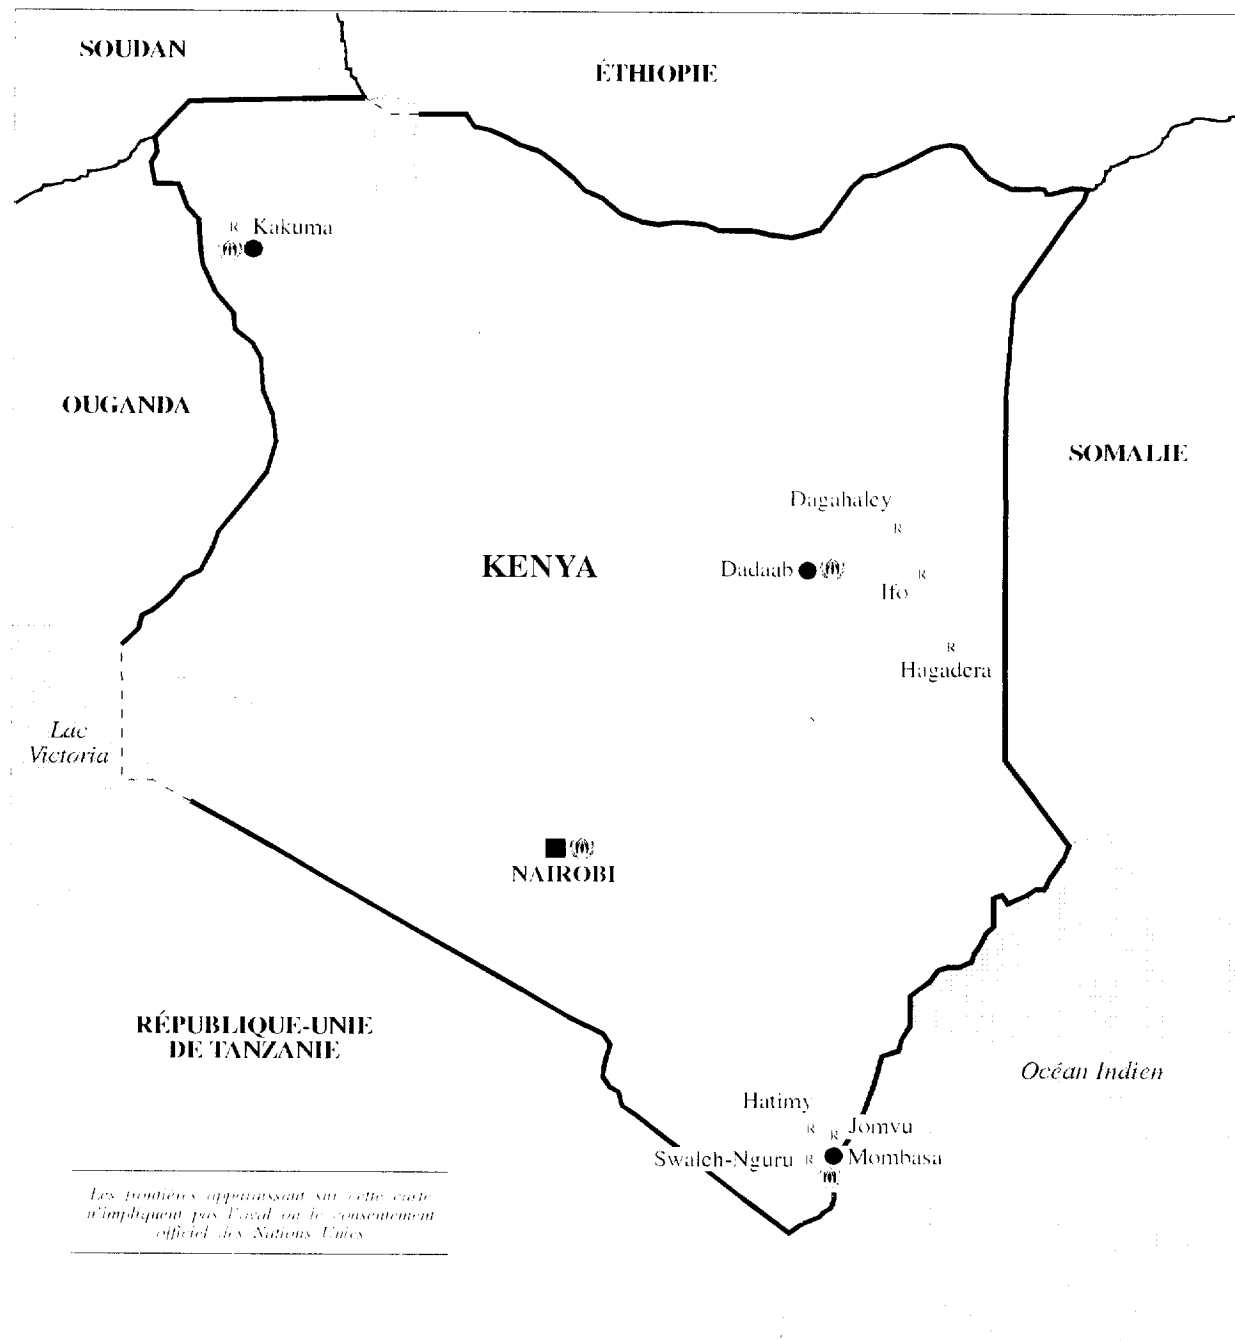 SOUDAN
ÉTHIOPIE
R Kakuma
OUGANDA
SOMALIE
Dagahaley
R
KENYA
Dadaab
R
Ifo
R
Hagadera
Lac
Victoria
NAIROBI
RÉPUBLIQUE-UNIE
DE TANZANIE
Océan Indien
Hatimy
R
R Jomvu
Swaleh-Nguru R
Mombasa
Les frontières apparaissant sur cette carte
n'impliquent pas l'aval ou le consentement
officiel des Nations Unies